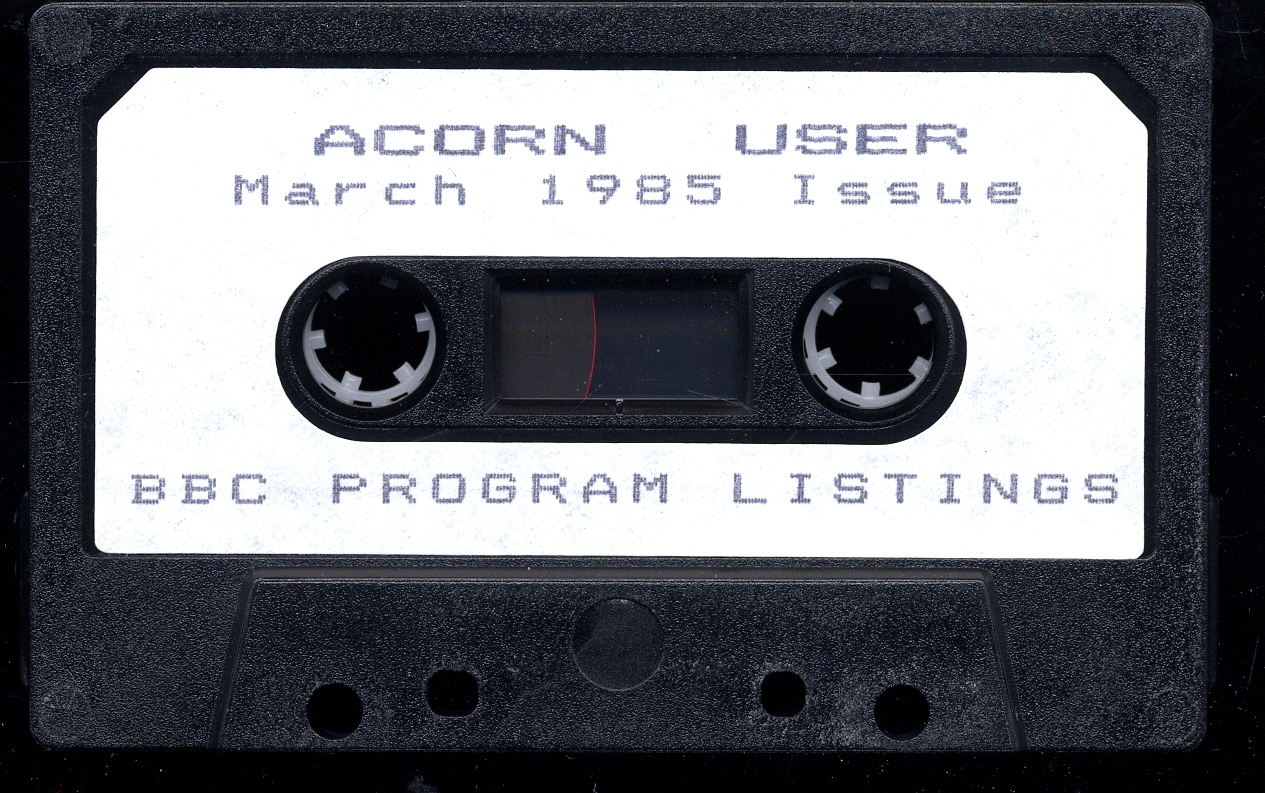 ACORN USER
March 1985 Issue
BBC PROGRAM LISTINGS